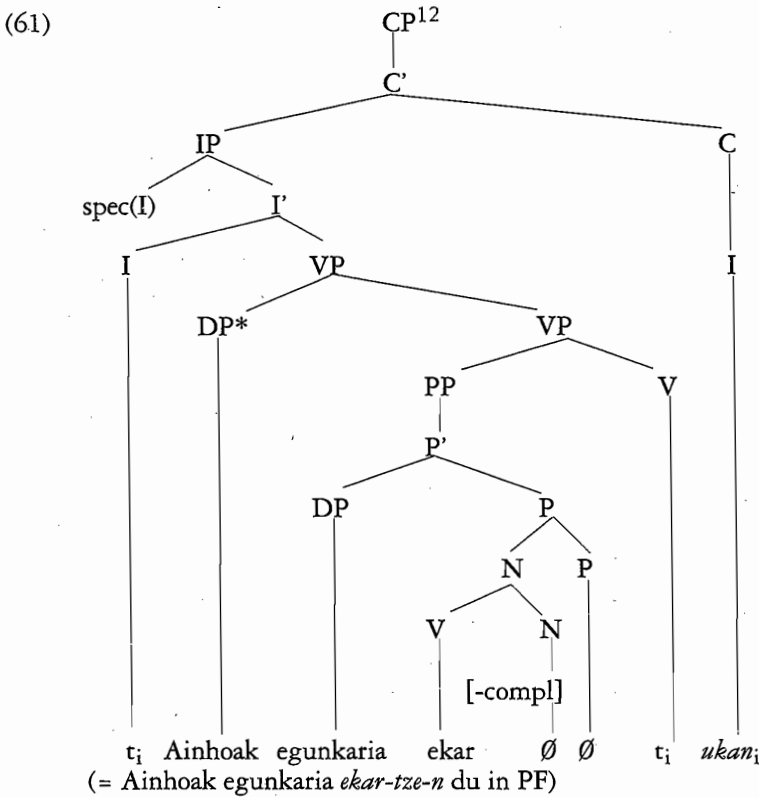 (61) CP12
C'
IP C
spec(I) I'
I VP I
DP* VP
PP V
P'
DP P
N P
V N
[-compl]
ti Ainhoak egunkaria ekar Ø Ø ti ukani
(= Ainhoak egunkaria ekar-tze-n du in PF)